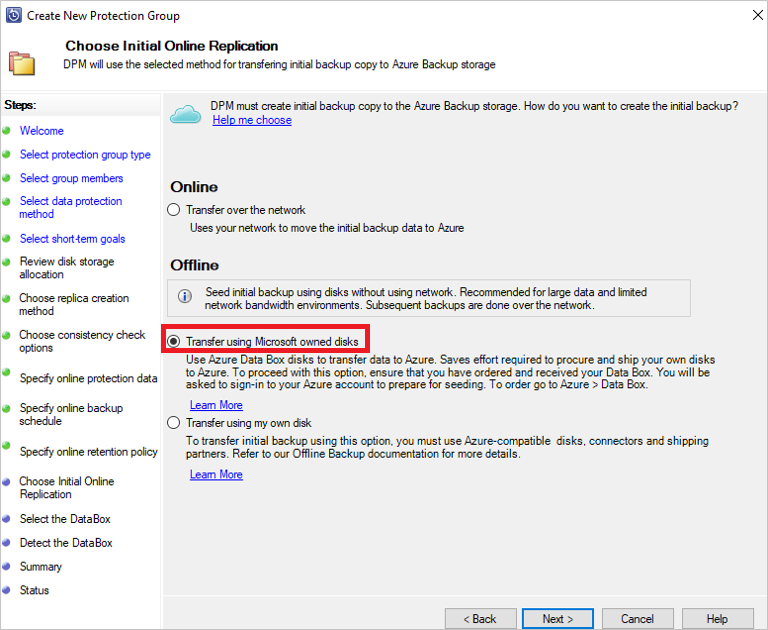 Create New Protection Group
Choose Initial Online Replication
DPM will use the selected method for transfering initial backup copy to Azure Backup storage
Steps:
Welcome
Select protection group type
Select group members
Select data protection
method
Select short-term goals
Review disk storage
allocation
Choose replica creation
method
Choose consistency check
options
Specify online protection data
Specify online backup
schedule
Specify online retention policy
Choose Initial Online
Replication
Select the DataBox
Detect the DataBox
Summary
Status
DPM must create initial backup copy to the Azure Backup storage. How do you want to create the initial backup?
Help me choose
Online
Transfer over the network
Uses your network to move the initial backup data to Azure
Offline
Seed initial backup using disks without using network. Recommended for large data and limited
network bandwidth environments. Subsequent backups are done over the network.
Transfer using Microsoft owned disks
Use Azure Data Box disks to transfer data to Azure. Saves effort required to procure and ship your own disks
to Azure. To proceed with this option, ensure that you have ordered and received your Data Box. You will be
asked to sign-in to your Azure account to prepare for seeding. To order go to Azure > Data Box.
Learn More
Transfer using my own disk
To transfer initial backup using this option, you must use Azure-compatible disks, connectors and shipping
partners. Refer to our Offline Backup documentation for more details.
Learn More
< Back
Next >
Cancel
Help